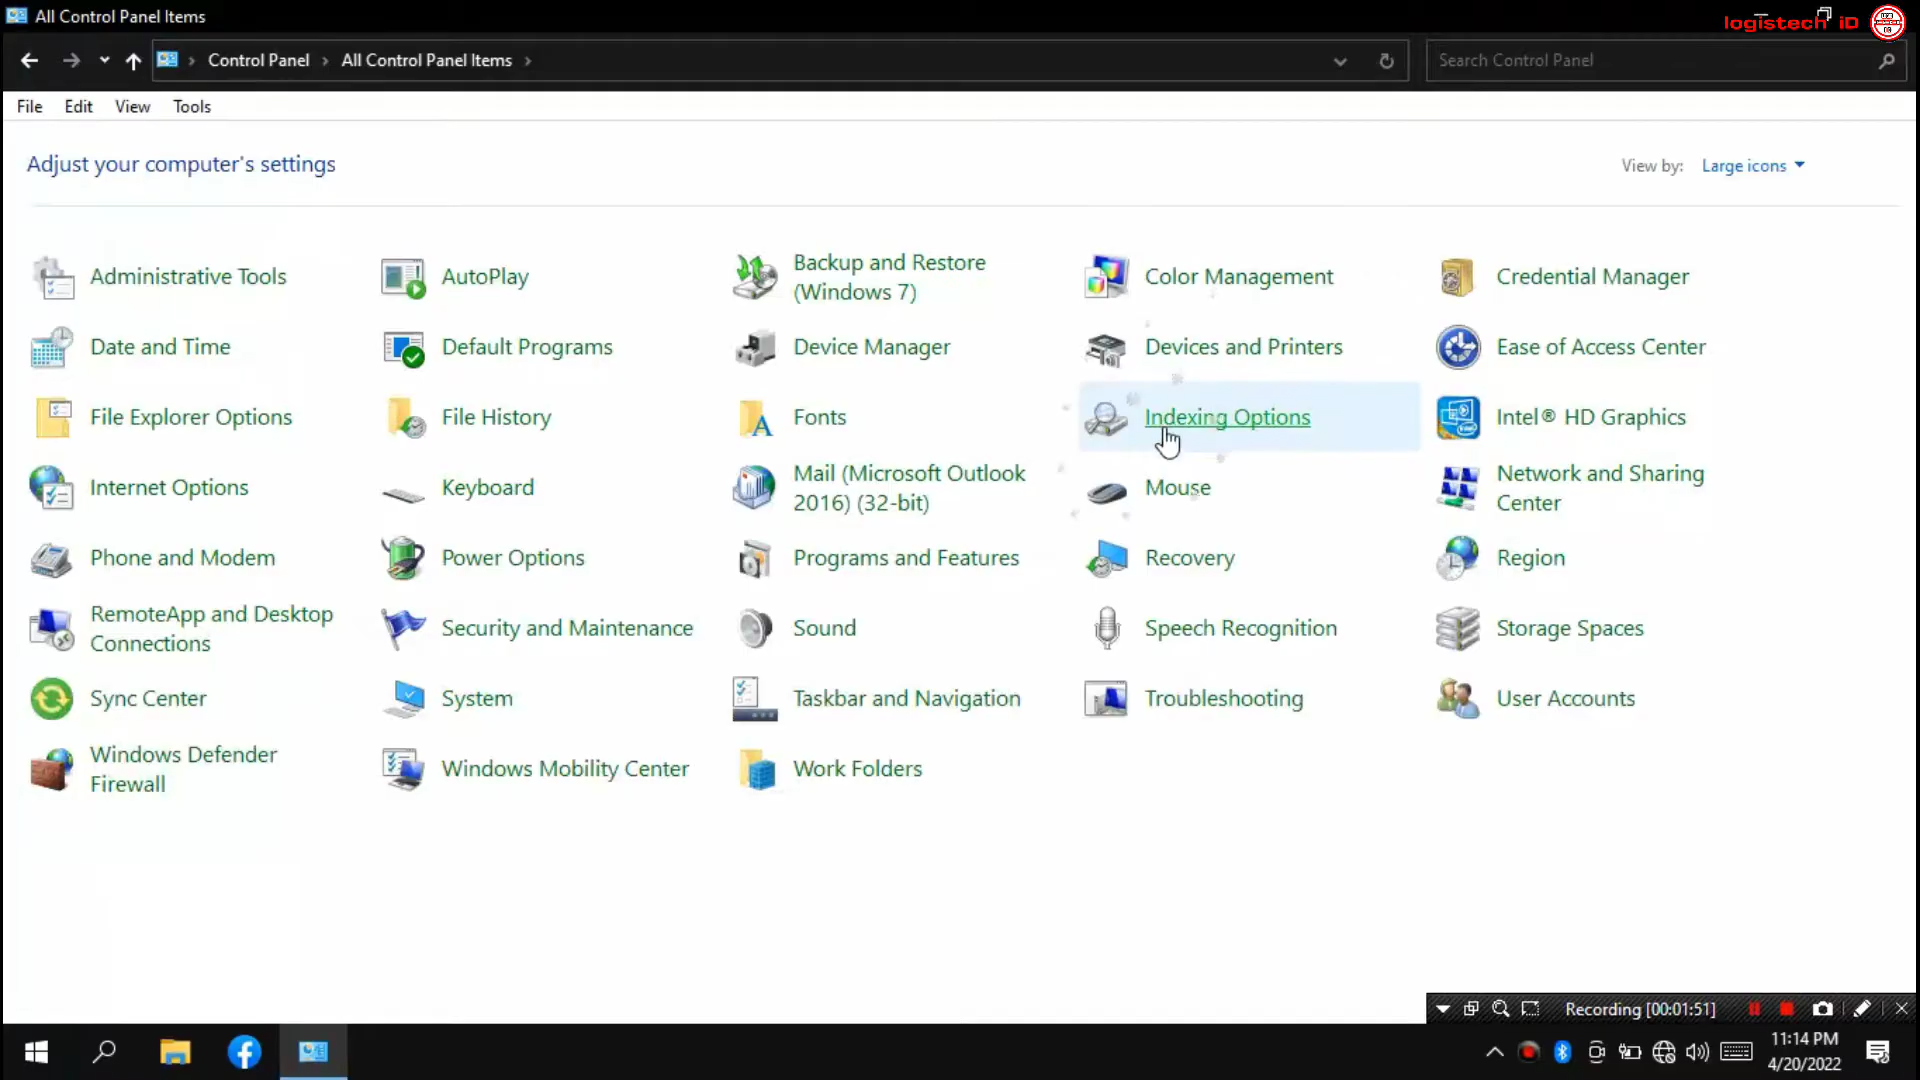 All Control Panel Items
logistech iD
Control Panel
All Control Panel Items
Search Control Panel
File Edit View Tools
Adjust your computer's settings
View by: Large icons
Administrative Tools
AutoPlay
Backup and Restore
(Windows 7)
Color Management
Credential Manager
Date and Time
Default Programs
Device Manager
Devices and Printers
Ease of Access Center
File Explorer Options
File History
Fonts
Indexing Options
Intel® HD Graphics
Internet Options
Keyboard
Mail (Microsoft Outlook
2016) (32-bit)
Mouse
Network and Sharing
Center
Phone and Modem
Power Options
Programs and Features
Recovery
Region
RemoteApp and Desktop
Connections
Security and Maintenance
Sound
Speech Recognition
Storage Spaces
Sync Center
System
Taskbar and Navigation
Troubleshooting
User Accounts
Windows Defender
Firewall
Windows Mobility Center
Work Folders
Recording [00:01:51]
11:14 PM
4/20/2022